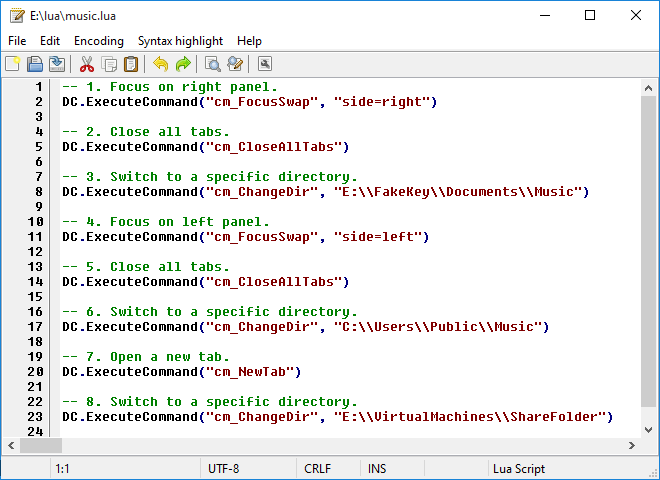 E:\lua\music.lua
File Edit Encoding Syntax highlight Help
1 -- 1. Focus on right panel.
2 DC.ExecuteCommand("cm_FocusSwap", "side=right")
3
4 -- 2. Close all tabs.
5 DC.ExecuteCommand("cm_CloseAllTabs")
6
7 -- 3. Switch to a specific directory.
8 DC.ExecuteCommand("cm_ChangeDir", "E:\\FakeKey\\Documents\\Music")
9
10 -- 4. Focus on left panel.
11 DC.ExecuteCommand("cm_FocusSwap", "side=left")
12
13 -- 5. Close all tabs.
14 DC.ExecuteCommand("cm_CloseAllTabs")
15
16 -- 6. Switch to a specific directory.
17 DC.ExecuteCommand("cm_ChangeDir", "C:\\Users\\Public\\Music")
18
19 -- 7. Open a new tab.
20 DC.ExecuteCommand("cm_NewTab")
21
22 -- 8. Switch to a specific directory.
23 DC.ExecuteCommand("cm_ChangeDir", "E:\\VirtualMachines\\ShareFolder")
24
1:1 UTF-8 CRLF INS Lua Script